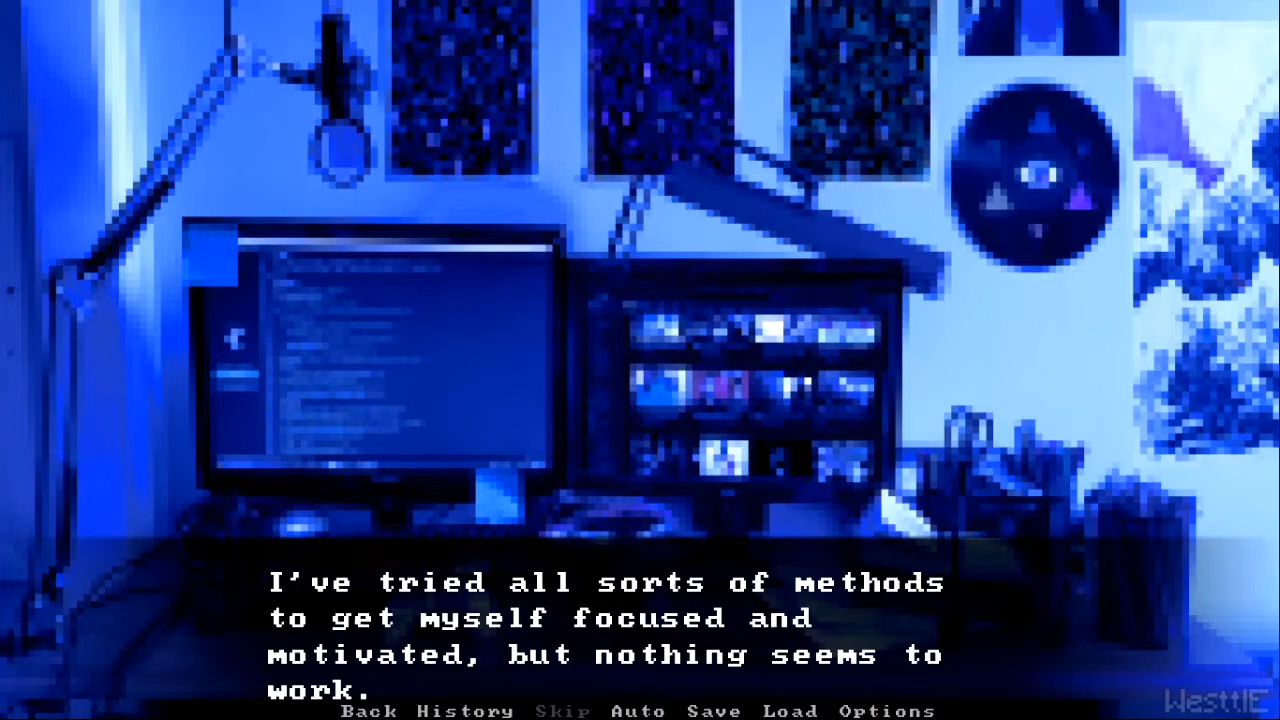 I've tried all sorts of methods
to get myself focused and
motivated, but nothing seems to
work.
Back History Skip Auto Save Load Options
WesttIE